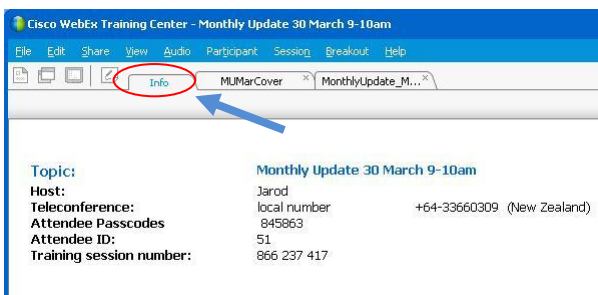 Cisco WebEx Training Center - Monthly Update 30 March 9-10am
File Edit Share View Audio Participant Session Breakout Help
Info MUMarCover × MonthlyUpdate_M...×
Topic: Monthly Update 30 March 9-10am
Host: Jarod
Teleconference: local number +64-33660309 (New Zealand)
Attendee Passcodes 845863
Attendee ID: 51
Training session number: 866 237 417